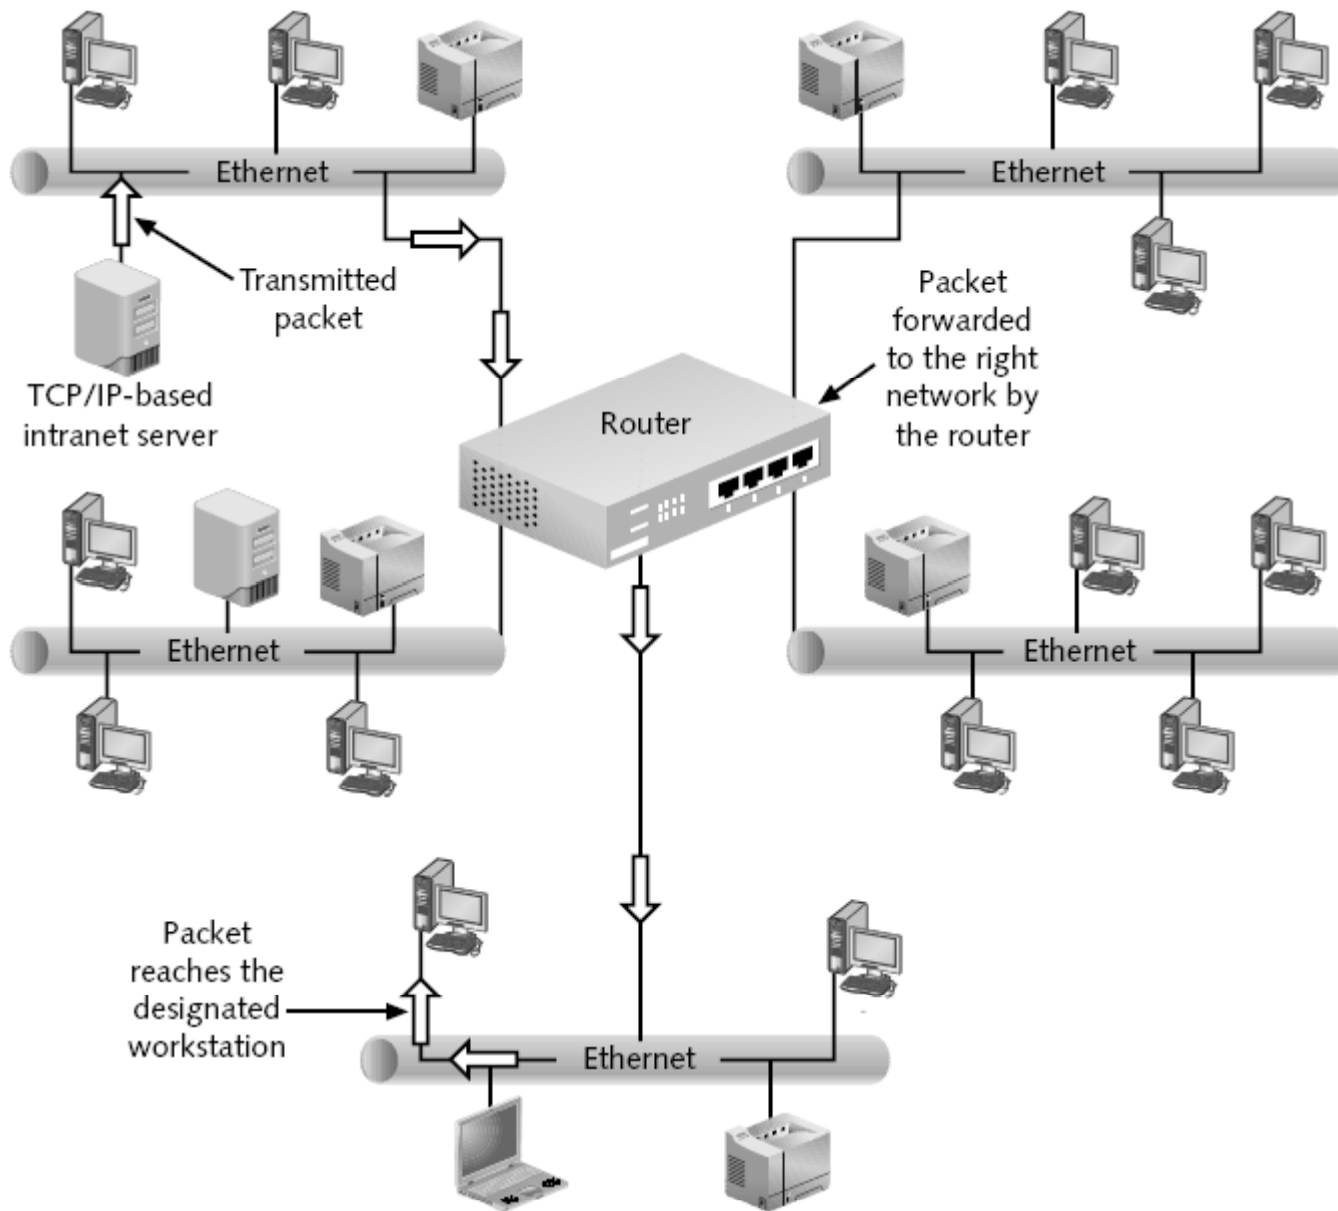 Ethernet
Ethernet
Transmitted
packet
TCP/IP-based
intranet server
Packet
forwarded
to the right
network by
the router
Router
Ethernet
Ethernet
Packet
reaches the
designated
workstation
Ethernet